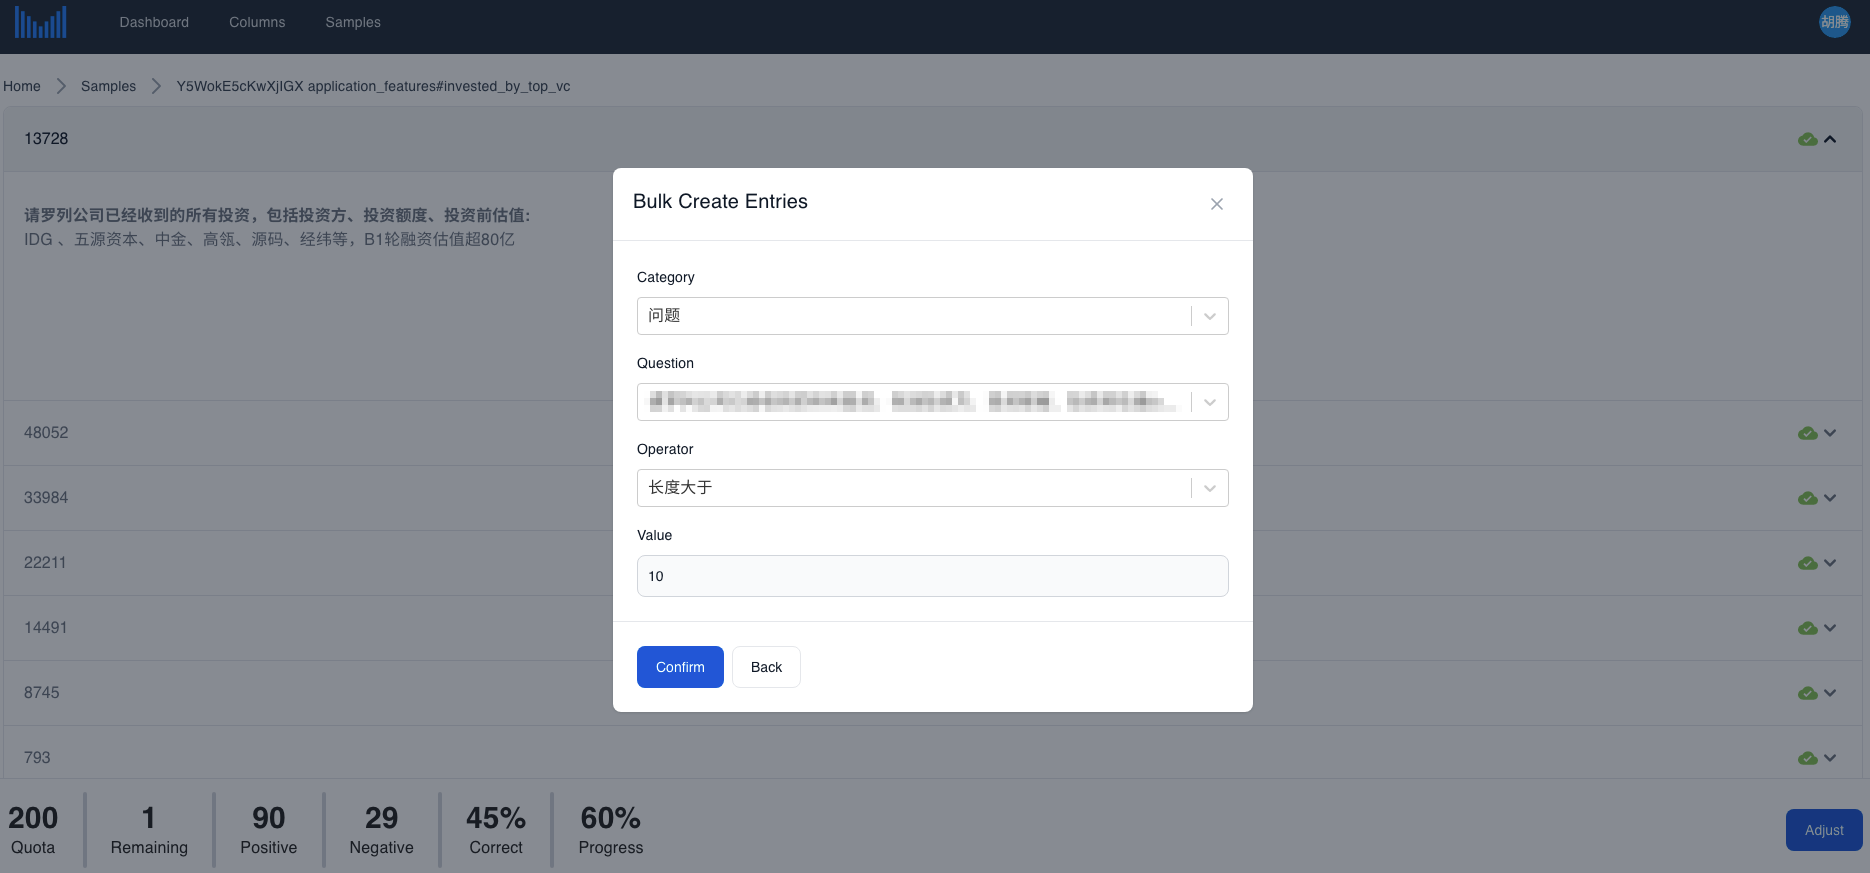 Dashboard Columns Samples 胡腾
Home Samples Y5WokE5cKwXjIGX application_features#invested_by_top_vc
13728
请罗列公司已经收到的所有投资，包括投资方、投资额度、投资前估值:
IDG 、五源资本、中金、高瓴、源码、经纬等，B1轮融资估值超80亿
48052
33984
22211
14491
8745
793
Bulk Create Entries
Category
问题
Question
Operator
长度大于
Value
10
Confirm Back
200 1 90 29 45% 60%
Quota Remaining Positive Negative Correct Progress
Adjust